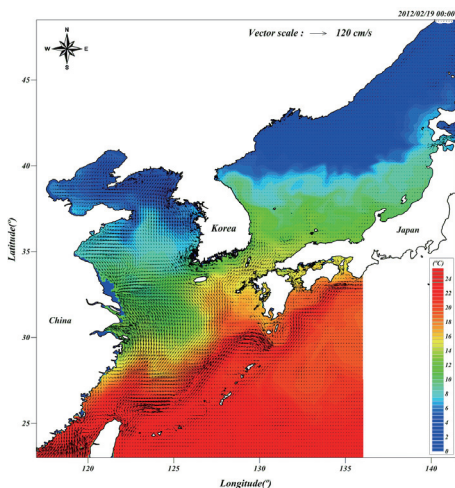 2012/02/19 00:00
N
W E
S
Vector scale : 120 cm/s
45
40
35
30
25
Latitude(°)
Korea
Japan
China
(°C)
24
22
20
18
16
14
12
10
8
6
4
2
0
120 125 130 135 140
Longitude(°)